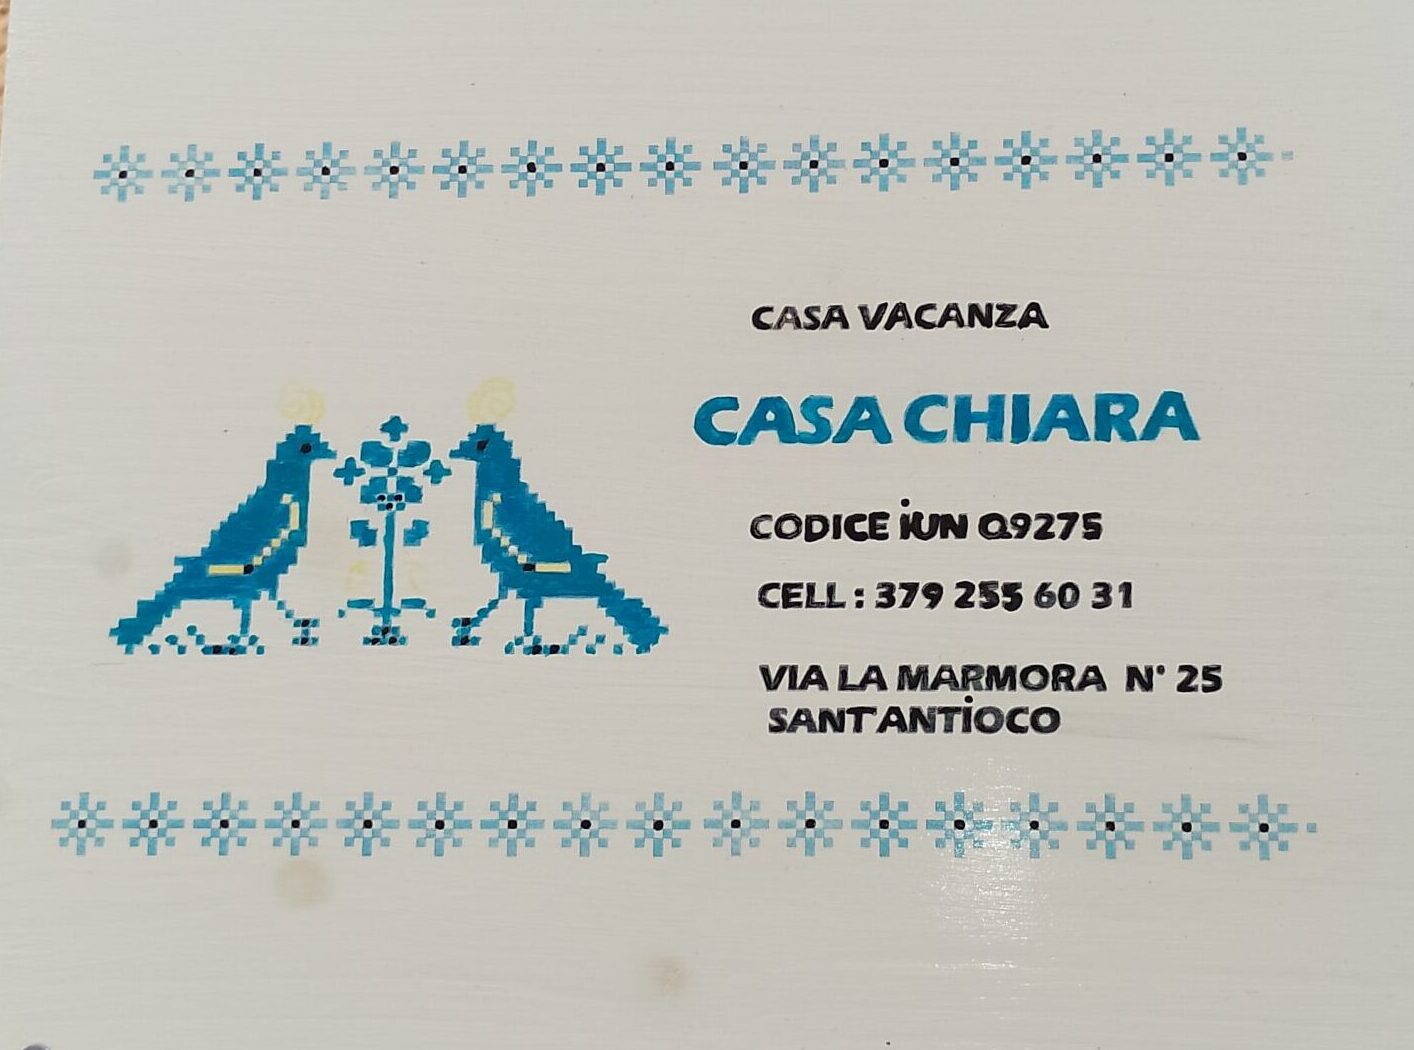 CASA VACANZA
CASA CHIARA
CODICE iUN Q9275
CELL : 379 255 60 31
VIA LA MARMORA N° 25
SANT'ANTiOCO